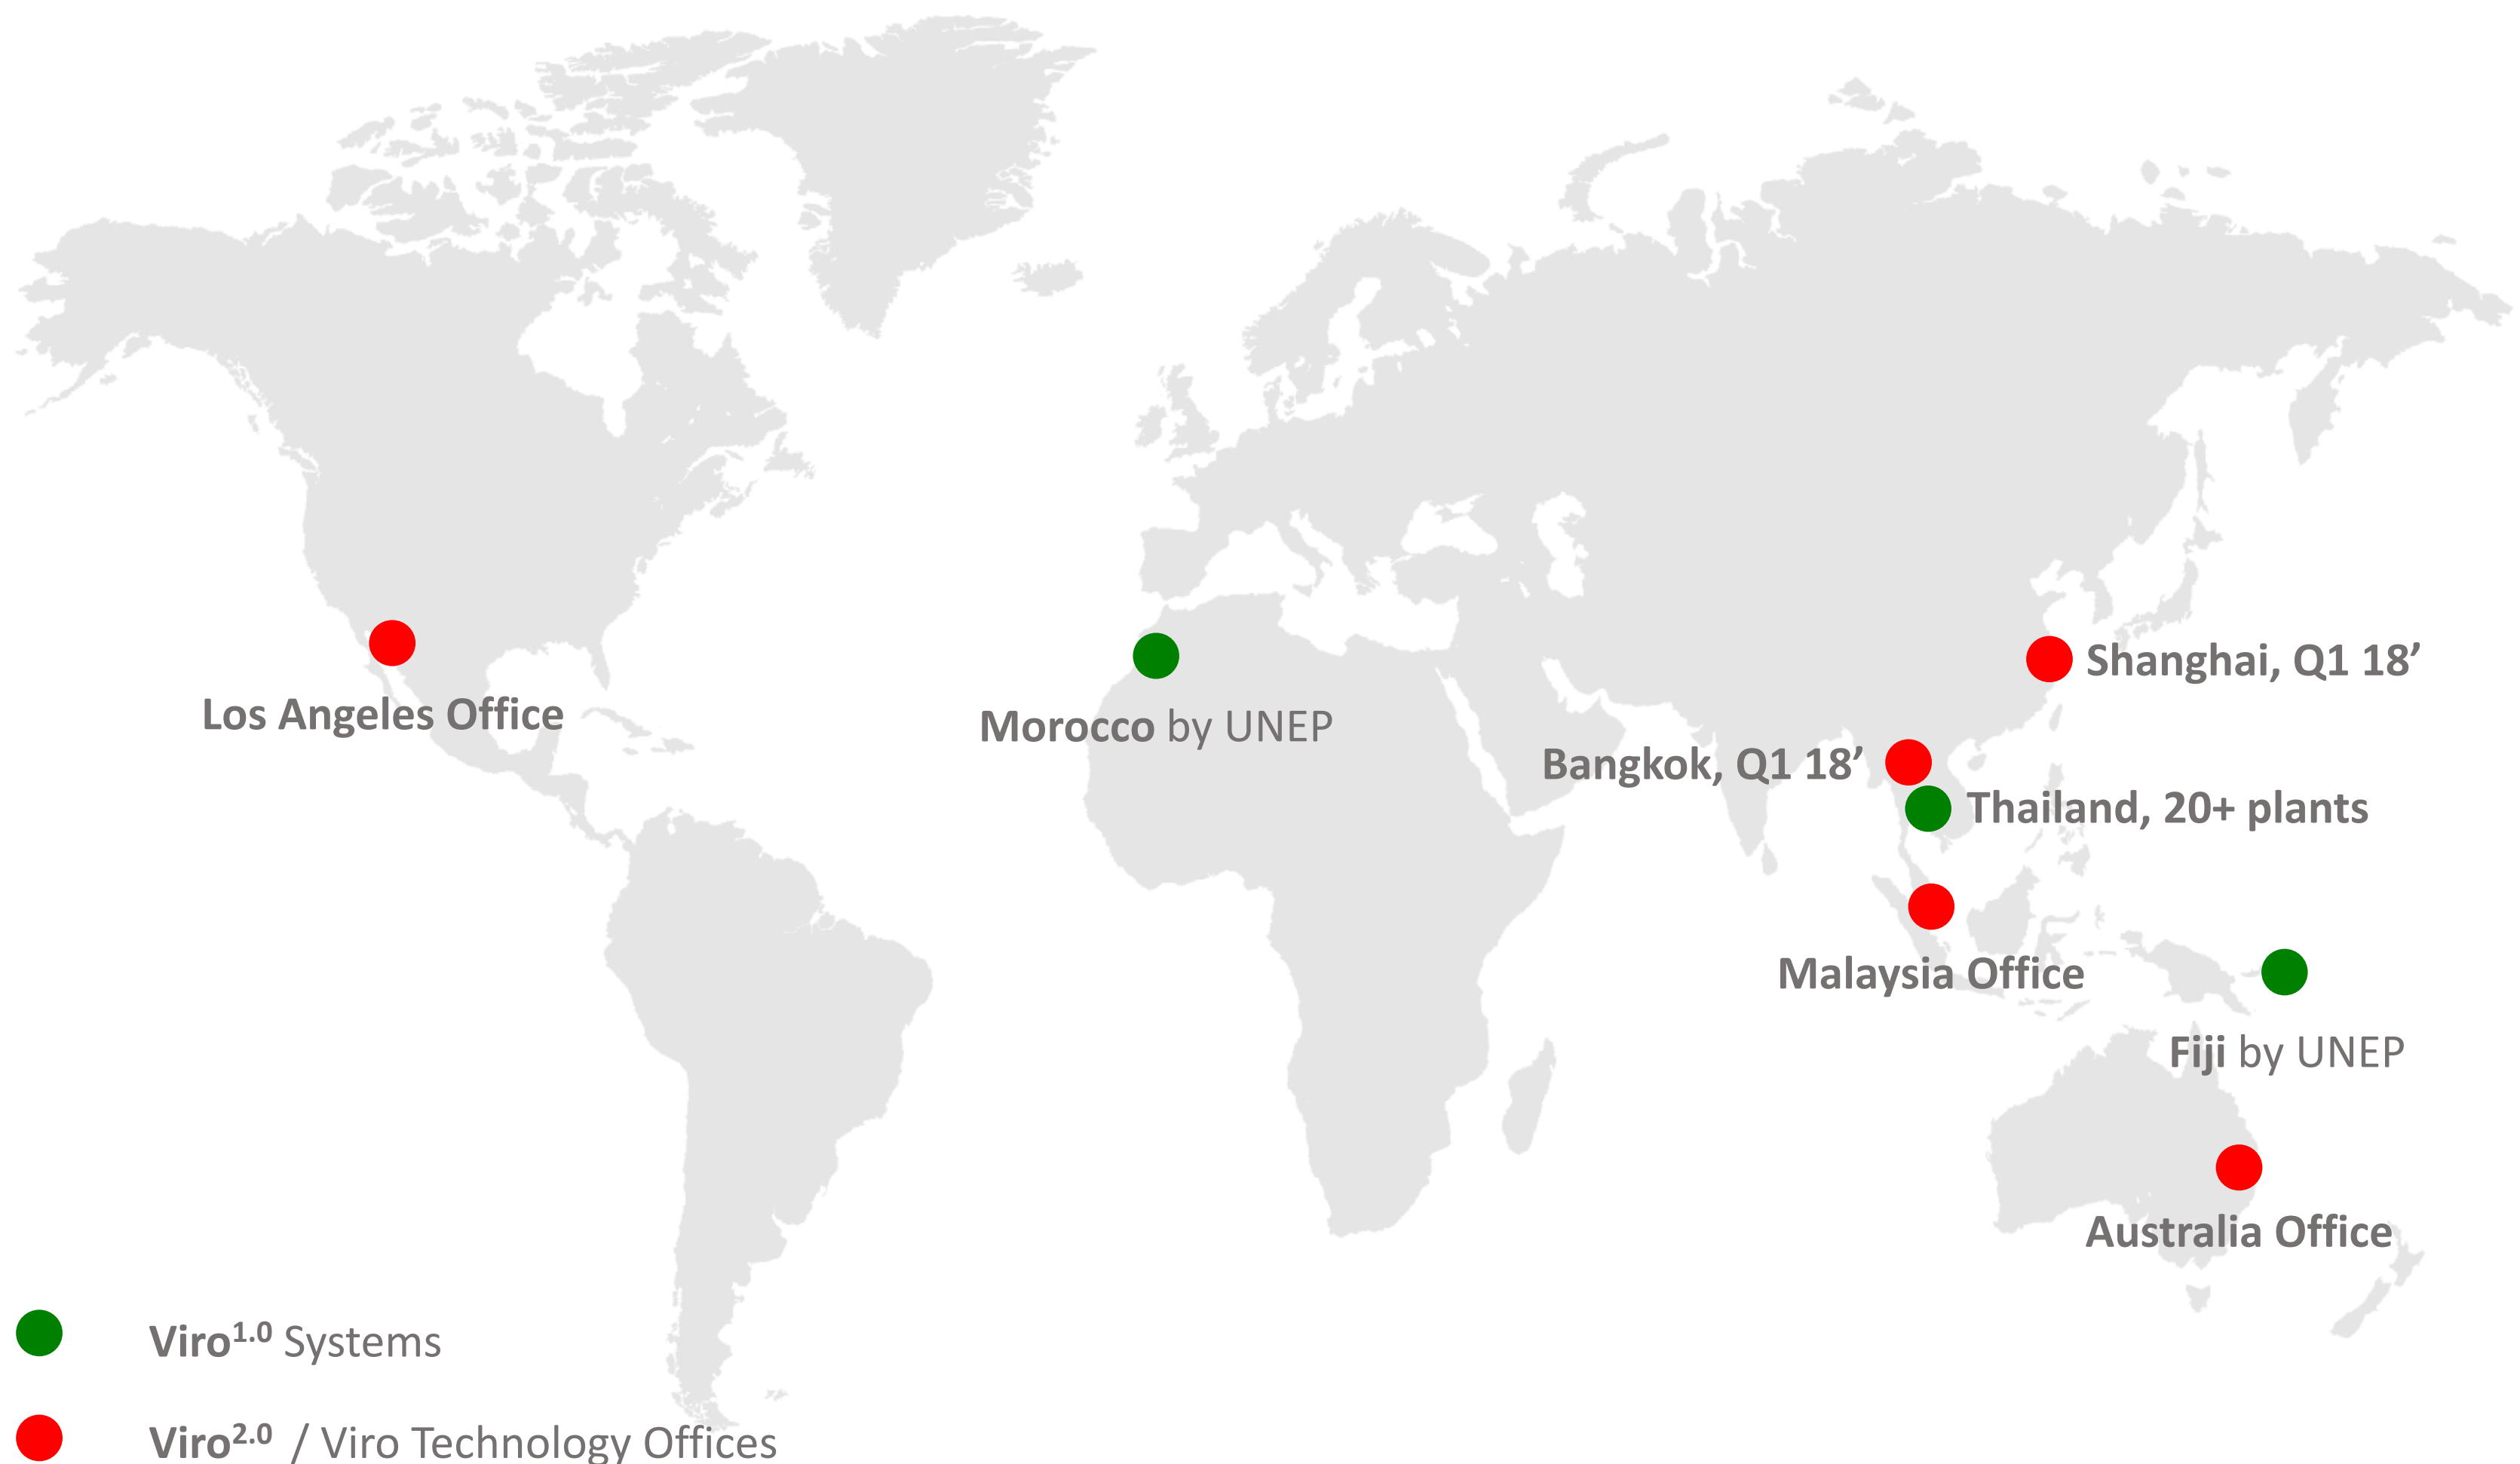 Shanghai, Q1 18’
Los Angeles Office
Morocco by UNEP
Bangkok, Q1 18’
Thailand, 20+ plants
Malaysia Office
Fiji by UNEP
Australia Office
Viro1.0 Systems
Viro2.0 / Viro Technology Offices